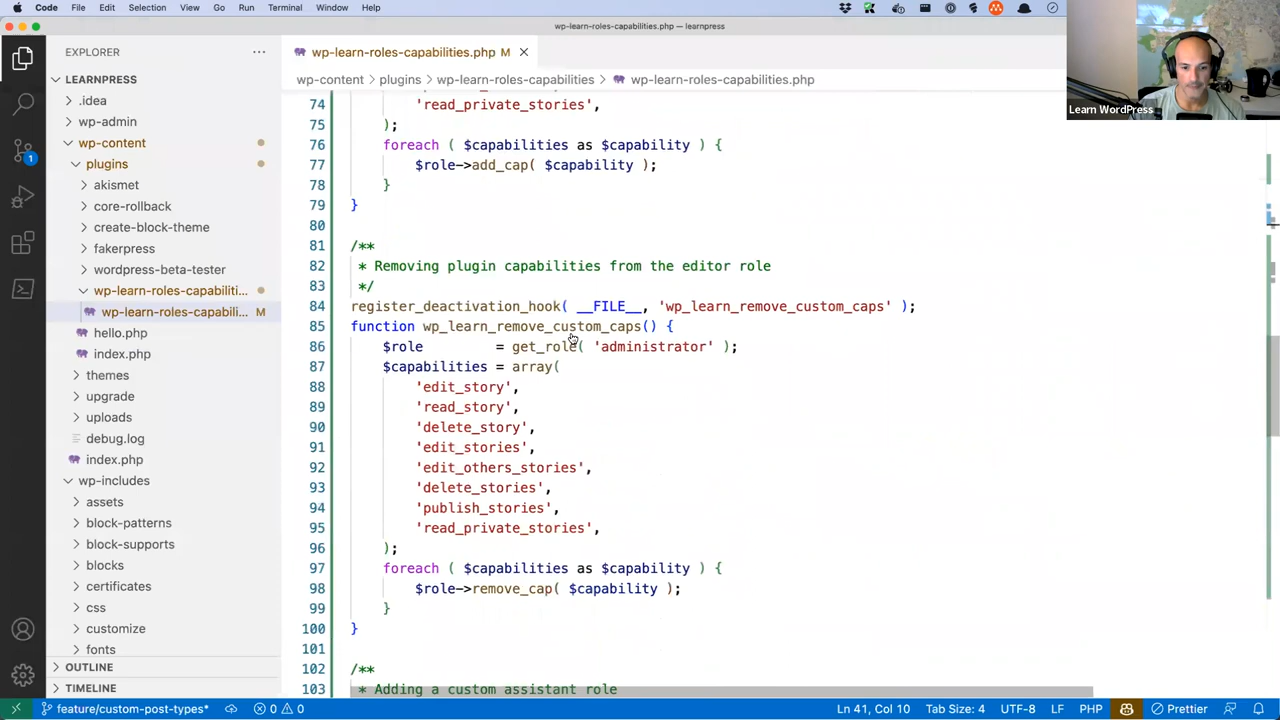 Code File Edit Selection View Go Run Terminal Window Help
wp-learn-roles-capabilities.php — learnpress
EXPLORER
wp-learn-roles-capabilities.php M
Learn WordPress
LEARNPRESS
wp-content > plugins > wp-learn-roles-capabilities > wp-learn-roles-capabilities.php
.idea
wp-admin
wp-content
plugins
akismet
core-rollback
create-block-theme
fakerpress
wordpress-beta-tester
wp-learn-roles-capabiliti...
wp-learn-roles-capabili... M
hello.php
index.php
themes
upgrade
uploads
debug.log
index.php
wp-includes
assets
block-patterns
block-supports
blocks
certificates
css
customize
fonts
OUTLINE
TIMELINE
1
74 'read_private_stories',
75 );
76 foreach ( $capabilities as $capability ) {
77 $role->add_cap( $capability );
78 }
79 }
80
81 /**
82 * Removing plugin capabilities from the editor role
83 */
84 register_deactivation_hook( __FILE__, 'wp_learn_remove_custom_caps' );
85 function wp_learn_remove_custom_caps() {
86 $role = get_role( 'administrator' );
87 $capabilities = array(
88 'edit_story',
89 'read_story',
90 'delete_story',
91 'edit_stories',
92 'edit_others_stories',
93 'delete_stories',
94 'publish_stories',
95 'read_private_stories',
96 );
97 foreach ( $capabilities as $capability ) {
98 $role->remove_cap( $capability );
99 }
100 }
101
102 /**
103 * Adding a custom assistant role
feature/custom-post-types* 0 0 Ln 41, Col 10 Tab Size: 4 UTF-8 LF PHP Prettier